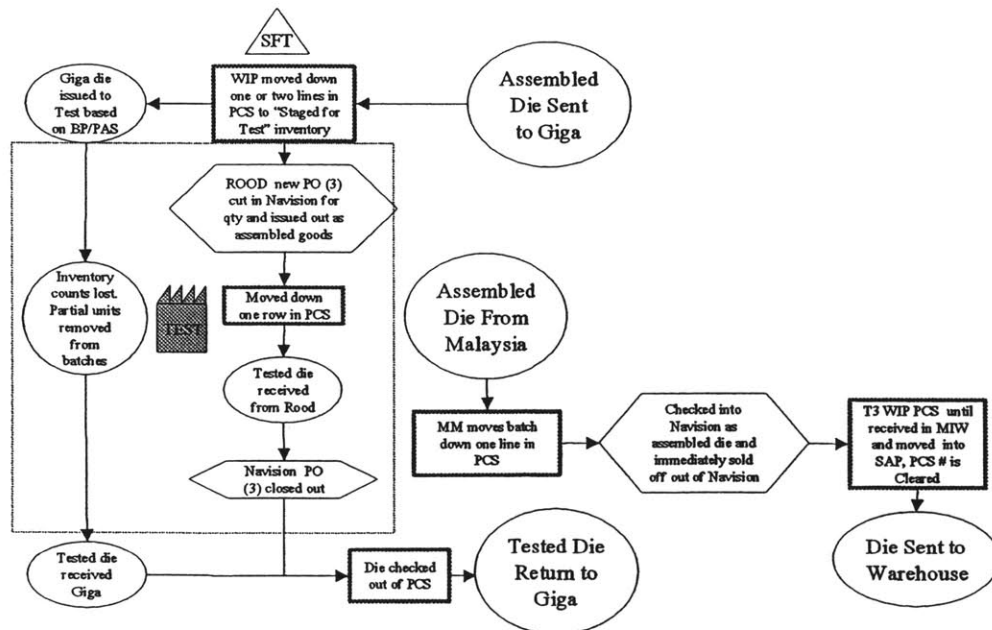 SFT
Giga die
issued to
Test based
on BP/PAS
WIP moved down
one or two lines in
PCS to "Staged for
Test" inventory
Assembled
Die Sent
to Giga
ROOD new PO (3)
cut in Navision for
qty and issued out as
assembled goods
Inventory
counts lost.
Partial units
removed
from
batches
TEST
Moved down
one row in PCS
Tested die
received
from Rood
Navision PO
(3) closed out
Assembled
Die From
Malaysia
MM moves batch
down one line in
PCS
Checked into
Navision as
assembled die and
immediately sold
off out of Navision
T3 WIP PCS until
received in MIW
and moved into
SAP, PCS # is
Cleared
Tested die
received
Giga
Die checked
out of PCS
Tested Die
Return to
Giga
Die Sent to
Warehouse